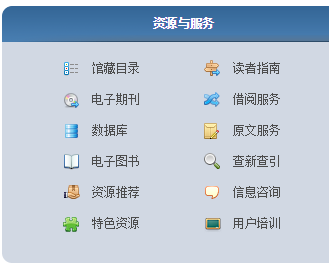 资源与服务
馆藏目录 读者指南
电子期刊 借阅服务
数据库 原文服务
电子图书 查新查引
资源推荐 信息咨询
特色资源 用户培训